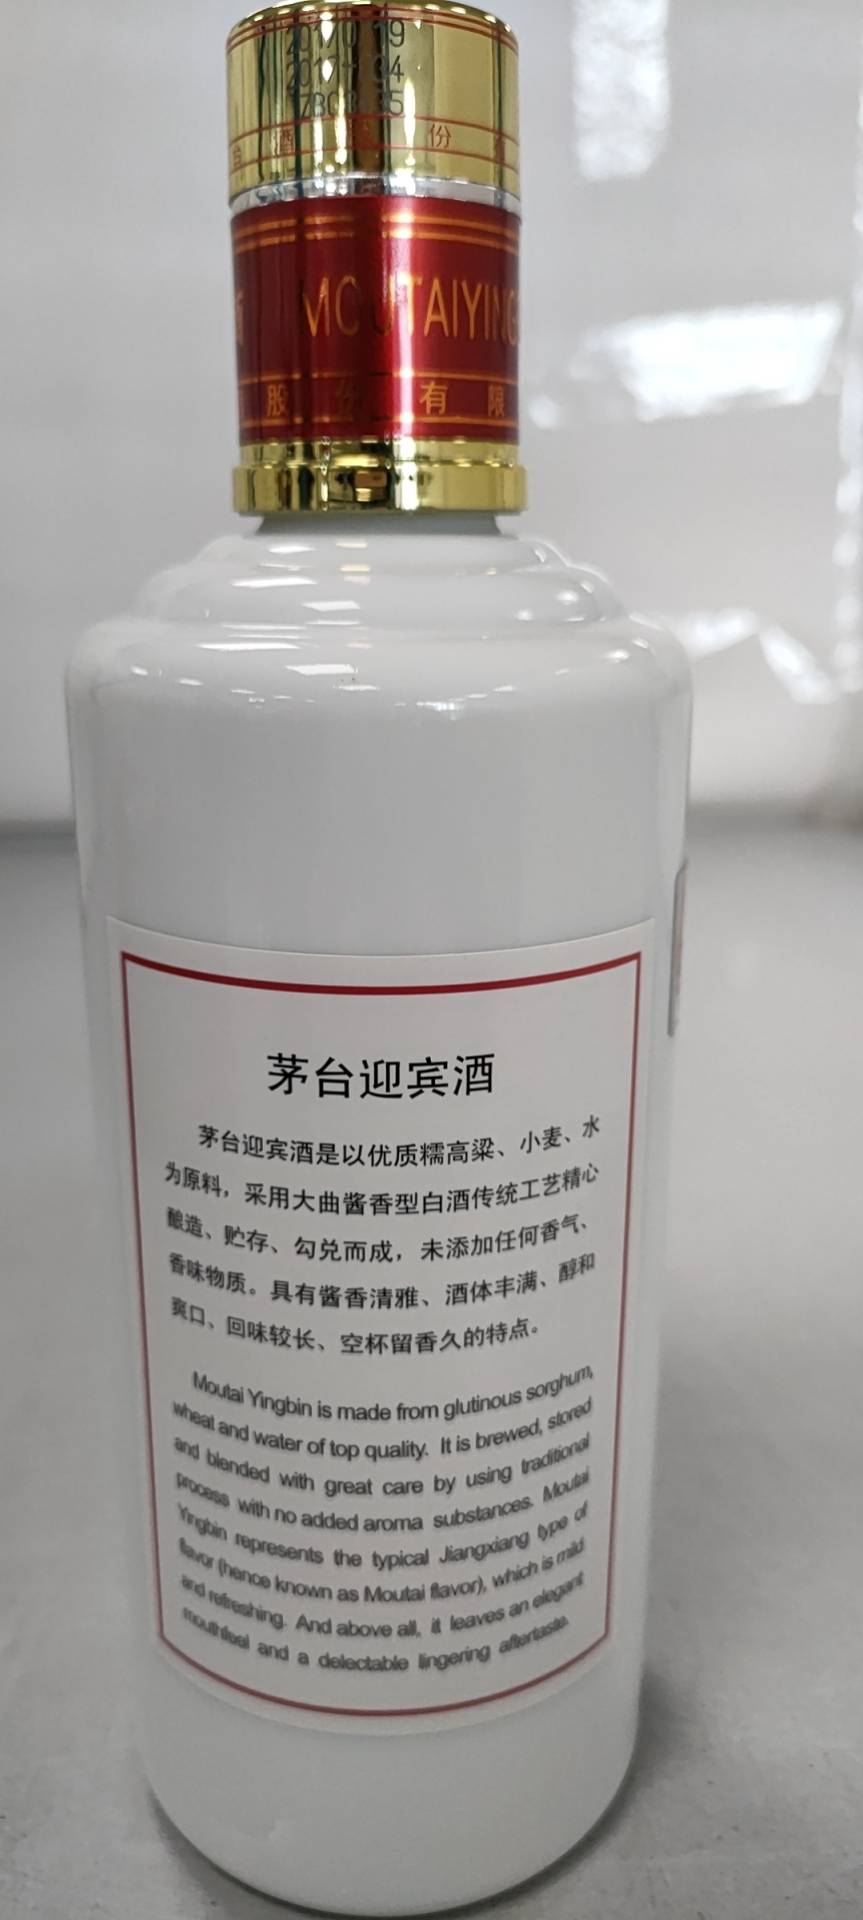 酒 份
MOUTAIYING
股 份 有 限
茅台迎宾酒
茅台迎宾酒是以优质糯高粱、小麦、水
为原料，采用大曲酱香型白酒传统工艺精心
酿造、贮存、勾兑而成，未添加任何香气、
香味物质。具有酱香清雅、酒体丰满、醇和
爽口、回味较长、空杯留香久的特点。
Moutai Yingbin is made from glutinous sorghum,
wheat and water of top quality. It is brewed, stored
and blended with great care by using traditional
process with no added aroma substances. Moutai
Yingbin represents the typical Jiangxiang type of
flavor (hence known as Moutai flavor), which is mild
and refreshing. And above all, it leaves an elegant
mouthfeel and a delectable lingering aftertaste.